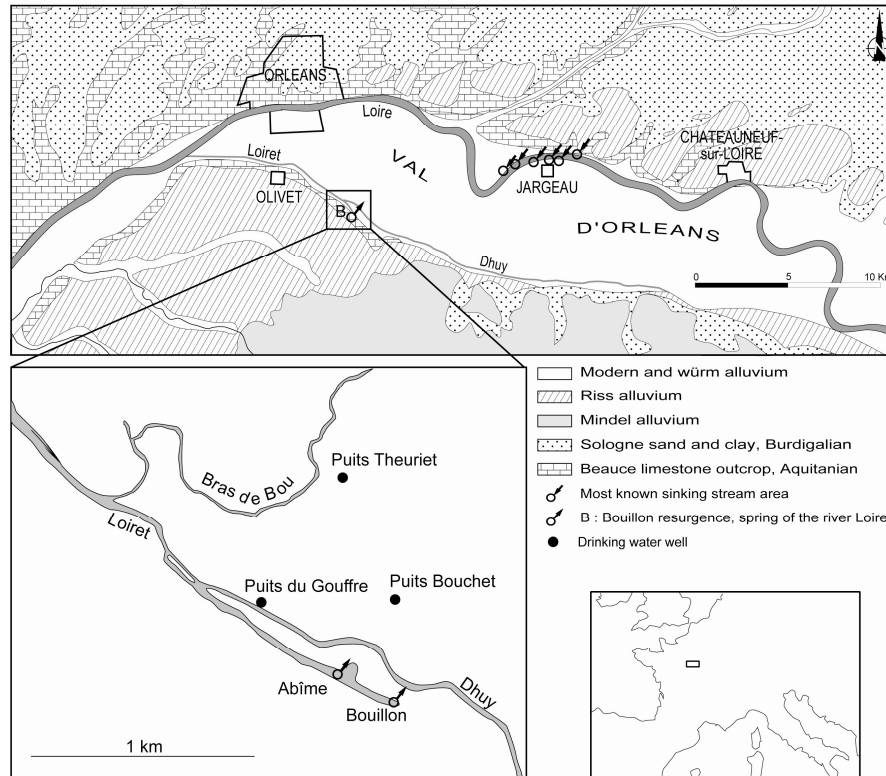 ORLEANS
Loire
CHATEAUNEUF-
sur-LOIRE
Loiret
VAL
JARGEAU
OLIVET
B
D'ORLEANS
Dhuy
0 5 10 Km
Modern and würm alluvium
Riss alluvium
Mindel alluvium
Sologne sand and clay, Burdigalian
Beauce limestone outcrop, Aquitanian
Most known sinking stream area
B : Bouillon resurgence, spring of the river Loire
Drinking water well
Puits Theuriet
Bras de Bou
Loiret
Puits du Gouffre
Puits Bouchet
Abîme
Bouillon
Dhuy
1 km